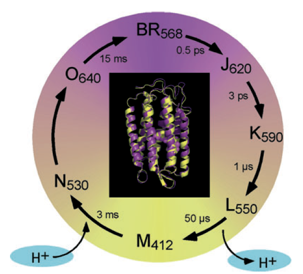 BR568
0.5 ps
J620
3 ps
K590
1 µs
L550
50 µs
H+
M412
3 ms
H+
N530
O640
15 ms